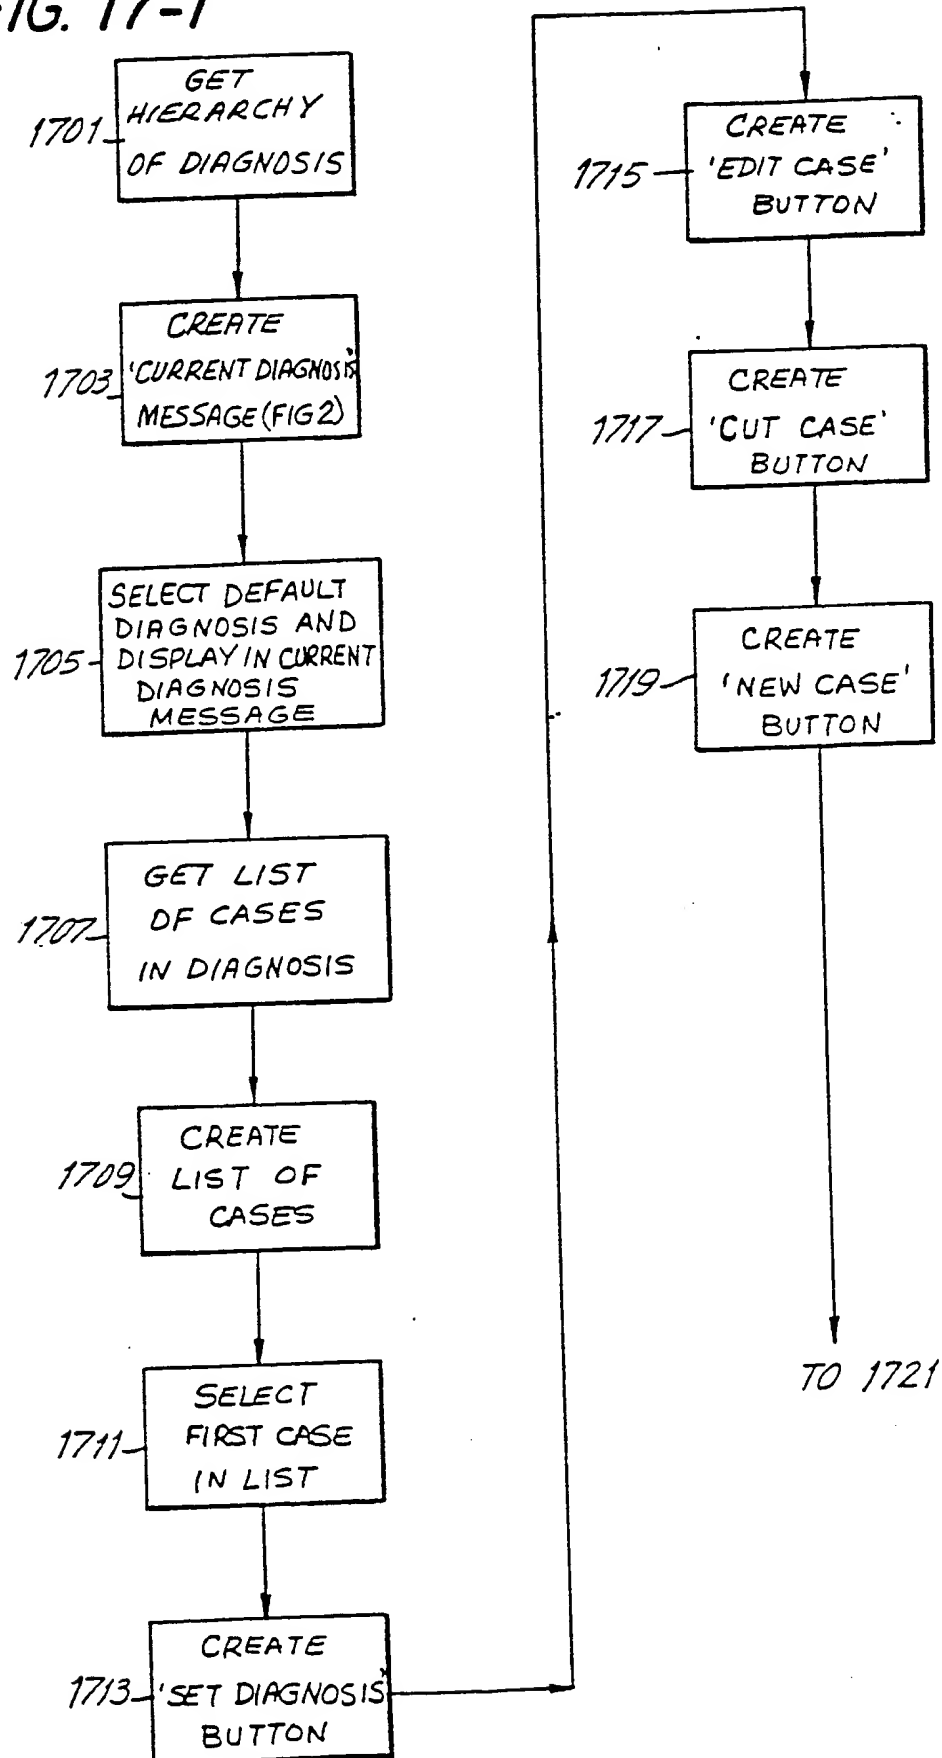 FIG. 17-1
1701
GET
HIERARCHY
OF DIAGNOSIS
1703
CREATE
'CURRENT DIAGNOSIS'
MESSAGE (FIG 2)
1705
SELECT DEFAULT
DIAGNOSIS AND
DISPLAY IN CURRENT
DIAGNOSIS
MESSAGE
1707
GET LIST
OF CASES
IN DIAGNOSIS
1709
CREATE
LIST OF
CASES
1711
SELECT
FIRST CASE
IN LIST
1713
CREATE
'SET DIAGNOSIS'
BUTTON
1715
CREATE
'EDIT CASE'
BUTTON
1717
CREATE
'CUT CASE'
BUTTON
1719
CREATE
'NEW CASE'
BUTTON
TO 1721